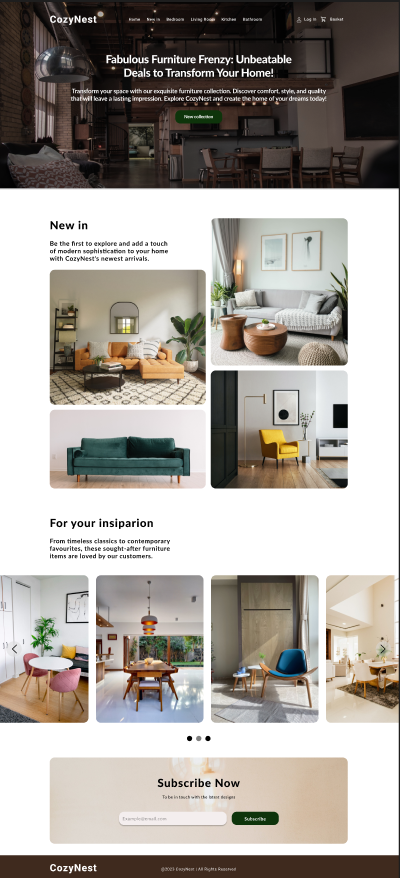 CozyNest
Home New in Bedroom Living Room Kitchen Bathroom
Log in Basket
Fabulous Furniture Frenzy: Unbeatable
Deals to Transform Your Home!
Transform your space with our exquisite furniture collection. Discover comfort, style, and quality
that will leave a lasting impression. Explore CozyNest and create the home of your dreams today!
New collection
New in
Be the first to explore and add a touch
of modern sophistication to your home
with CozyNest's newest arrivals.
For your insiparion
From timeless classics to contemporary
favourites, these sought-after furniture
items are loved by our customers.
Subscribe Now
To be in touch with the latest designs
Example@email.com
Subscribe
CozyNest
@2023 CozyNest | All Rights Reserved